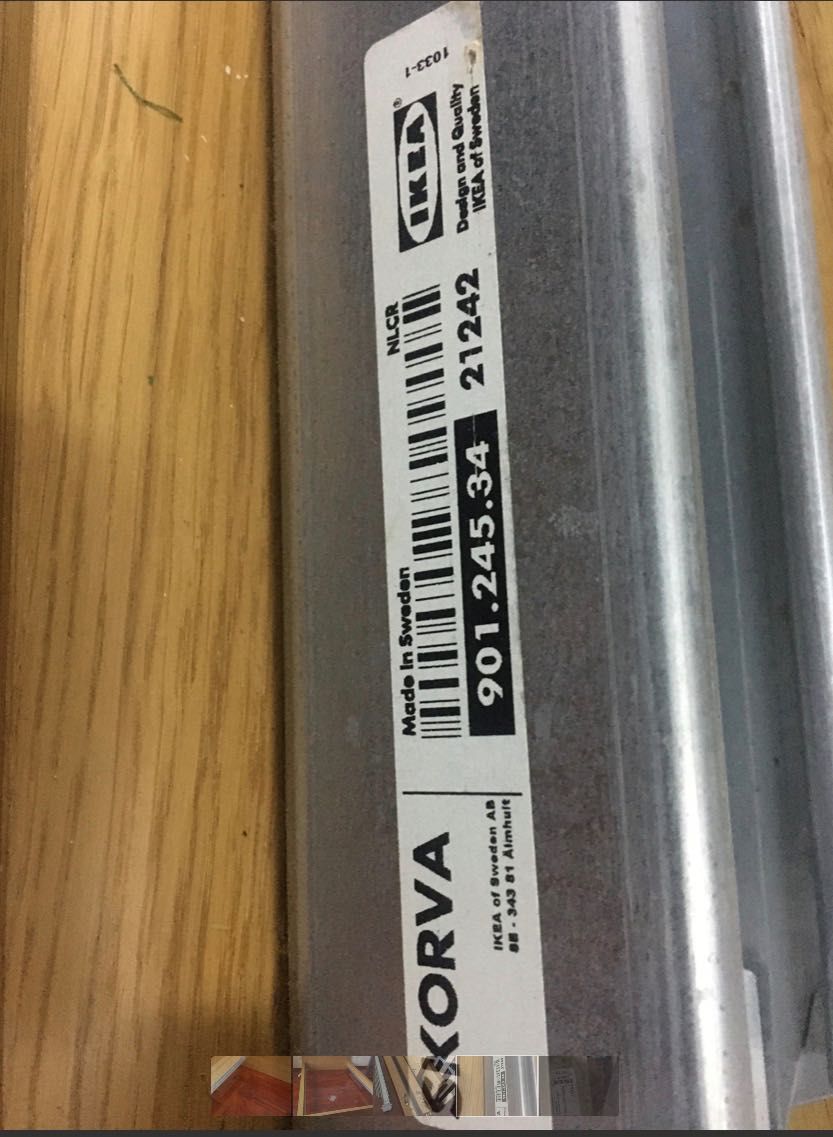 SKORVA
IKEA of Sweden AB
SE - 343 81 Älmhult
Made in Sweden
NLCR
901.245.34 21242
IKEA®
Design and Quality
IKEA of Sweden
1033-1